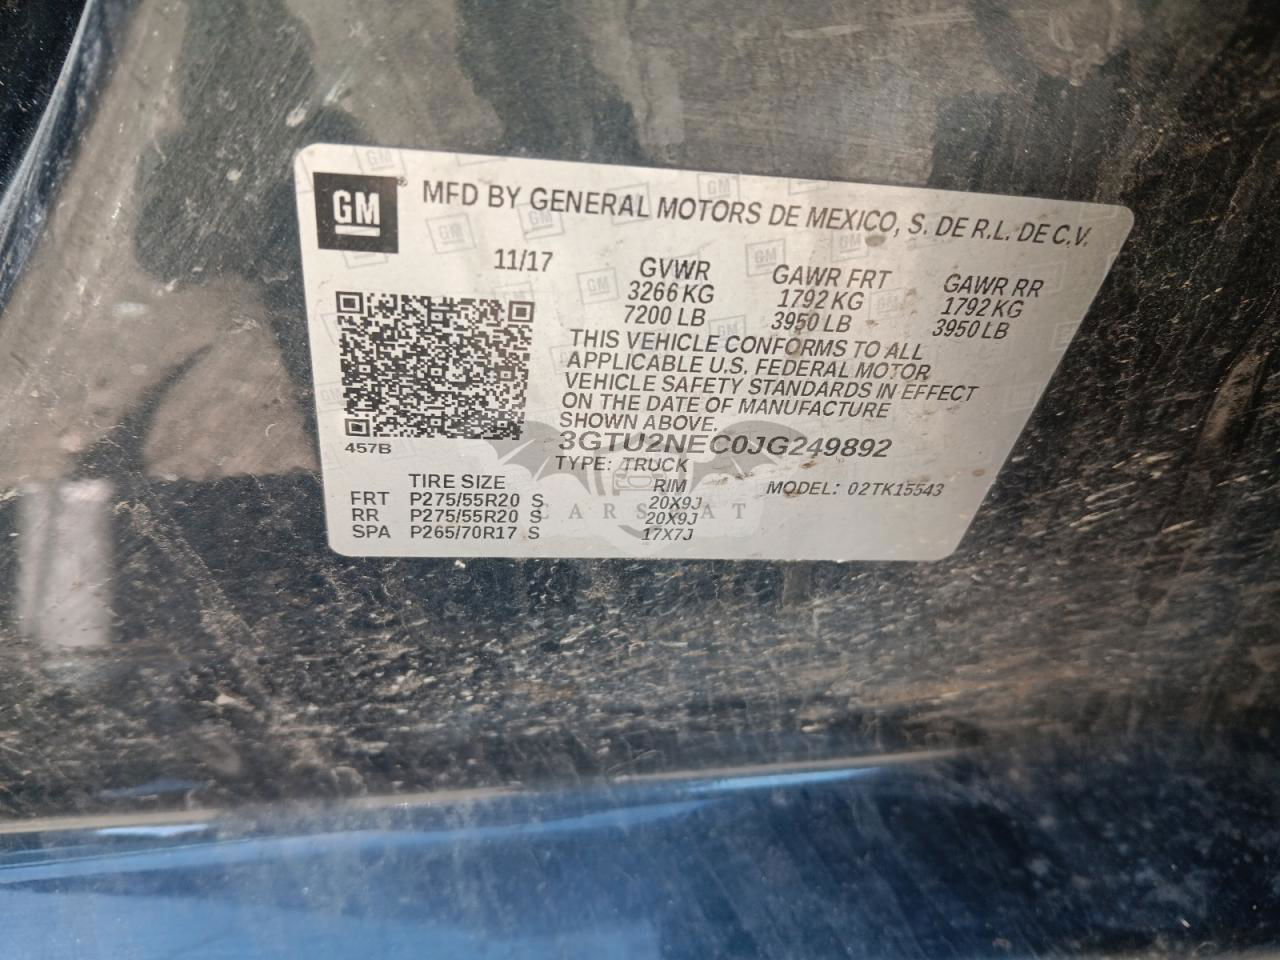 GM
MFD BY GENERAL MOTORS DE MEXICO, S. DE R.L. DE C.V.
11/17
GVWR GAWR FRT GAWR RR
3266 KG 1792 KG 1792 KG
7200 LB 3950 LB 3950 LB
THIS VEHICLE CONFORMS TO ALL
APPLICABLE U.S. FEDERAL MOTOR
VEHICLE SAFETY STANDARDS IN EFFECT
ON THE DATE OF MANUFACTURE
SHOWN ABOVE.
3GTU2NEC0JG249892
457B
TYPE: TRUCK
MODEL: 02TK15543
TIRE SIZE RIM
FRT P275/55R20 S 20X9J
RR P275/55R20 S 20X9J
SPA P265/70R17 S 17X7J